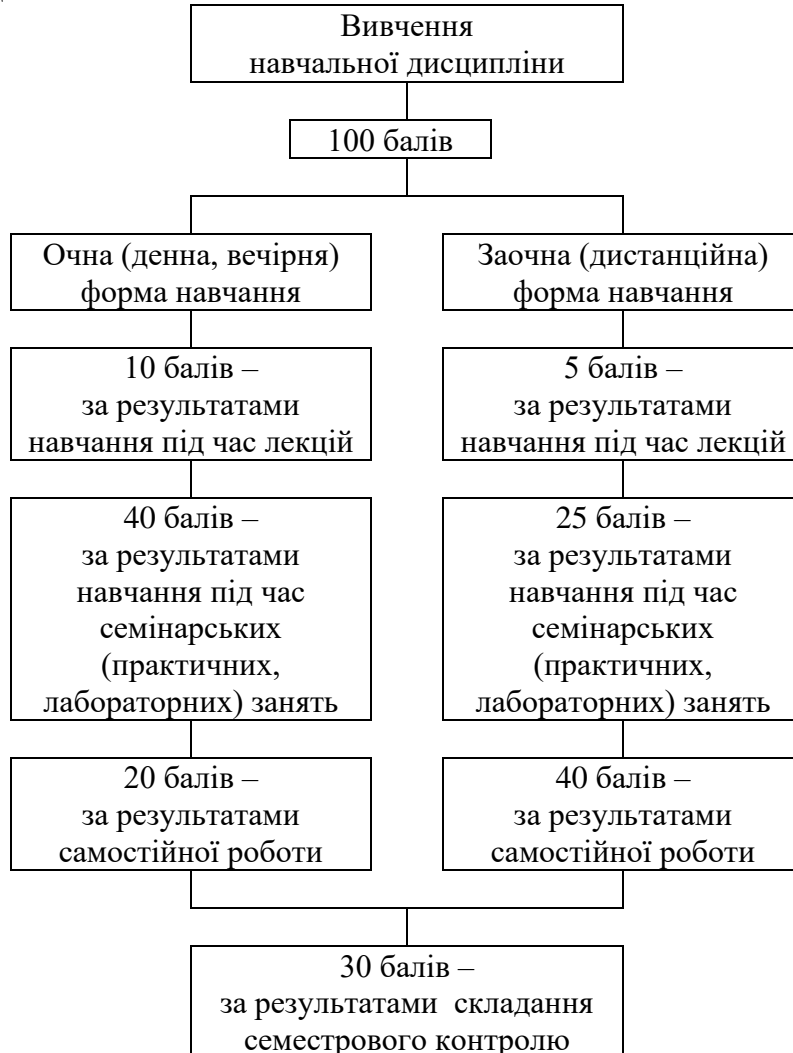 Вивчення
навчальної дисципліни
100 балів
Очна (денна, вечірня)
форма навчання
10 балів –
за результатами
навчання під час лекцій
40 балів –
за результатами
навчання під час
семінарських
(практичних,
лабораторних) занять
20 балів –
за результатами
самостійної роботи
Заочна (дистанційна)
форма навчання
5 балів –
за результатами
навчання під час лекцій
25 балів –
за результатами
навчання під час
семінарських
(практичних,
лабораторних) занять
40 балів –
за результатами
самостійної роботи
30 балів –
за результатами складання
семестрового контролю